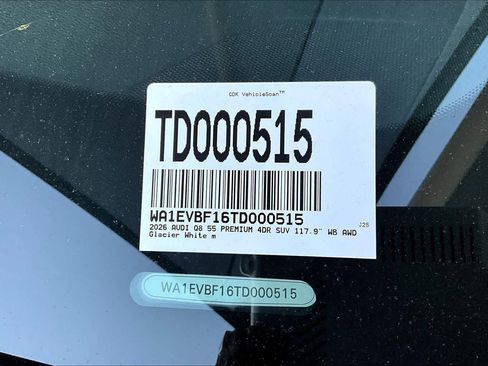 CDK VehicleScan™
TD000515
WA1EVBF16TD000515
J25
2026 AUDI Q8 55 PREMIUM 4DR SUV 117.9" WB AWD
Glacier White m
WA1EVBF16TD000515